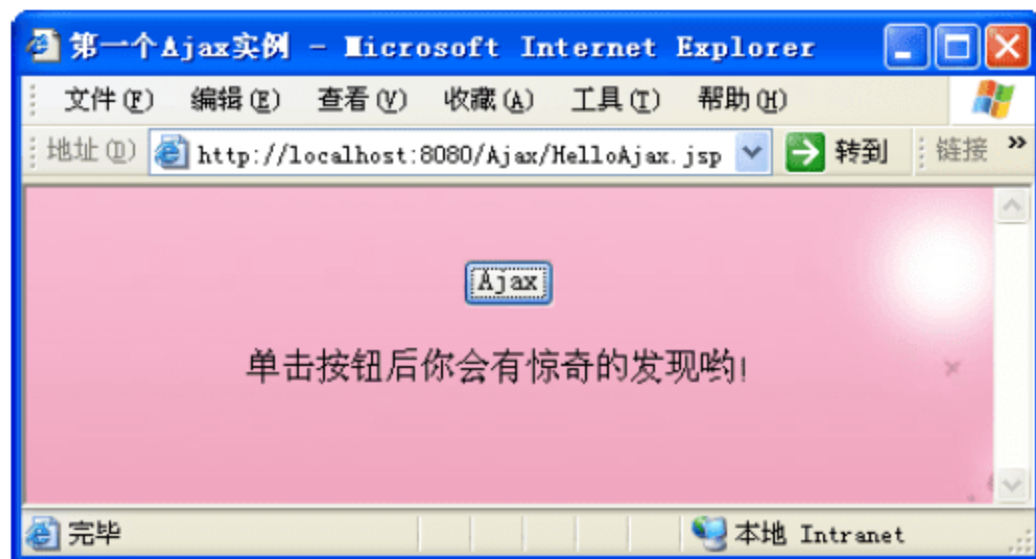 第一个Ajax实例 - Microsoft Internet Explorer
文件(F) 编辑(E) 查看(V) 收藏(A) 工具(T) 帮助(H)
地址(D) http://localhost:8080/Ajax/HelloAjax.jsp 转到 链接 »
Ajax
单击按钮后你会有惊奇的发现哟!
完毕 本地 Intranet